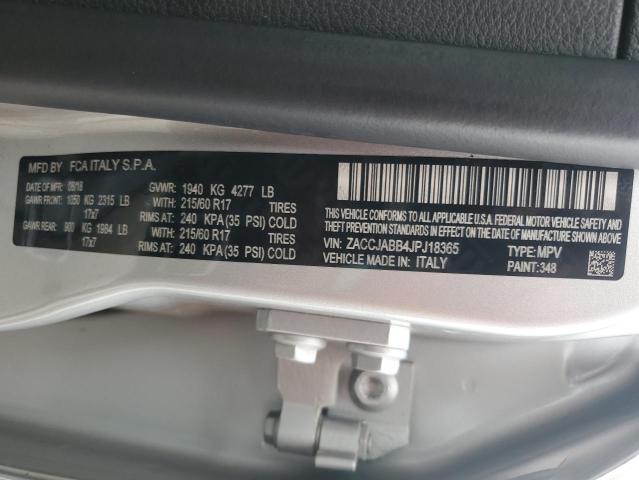 MFD BY FCA ITALY S.P.A.
DATE OF MFR 08/18 GVWR: 1940 KG 4277 LB
GAWR FRONT: 1050 KG 2315 LB WITH: 215/60 R17 TIRES
17x7 RIMS AT: 240 KPA (35 PSI) COLD
GAWR REAR: 900 KG 1984 LB WITH: 215/60 R17 TIRES
17x7 RIMS AT: 240 KPA (35 PSI) COLD
THIS VEHICLE CONFORMS TO ALL APPLICABLE U.S.A. FEDERAL MOTOR VEHICLE SAFETY
AND THEFT PREVENTION STANDARDS IN EFFECT ON THE DATE OF MANUFACTURE SHOWN ABOVE
VIN: ZACCJABB4JPJ18365 TYPE: MPV
VEHICLE MADE IN: ITALY PAINT: 348